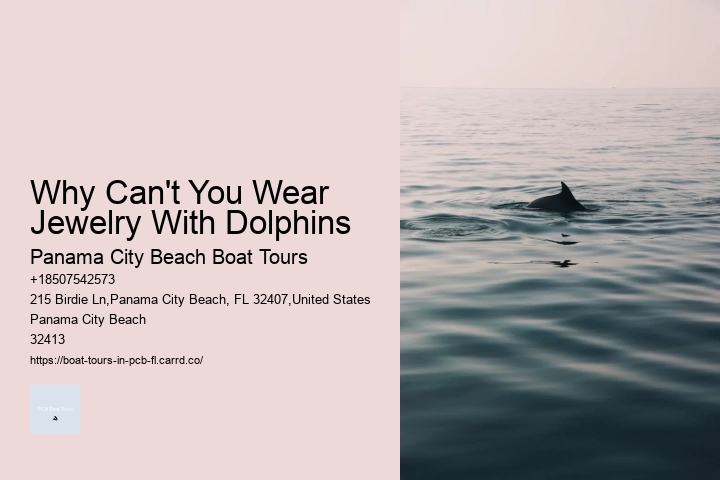 Why Can't You Wear
Jewelry With Dolphins
Panama City Beach Boat Tours
+18507542573
215 Birdie Ln,Panama City Beach, FL 32407,United States
Panama City Beach
32413
https://boat-tours-in-pcb-fl.carrd.co/